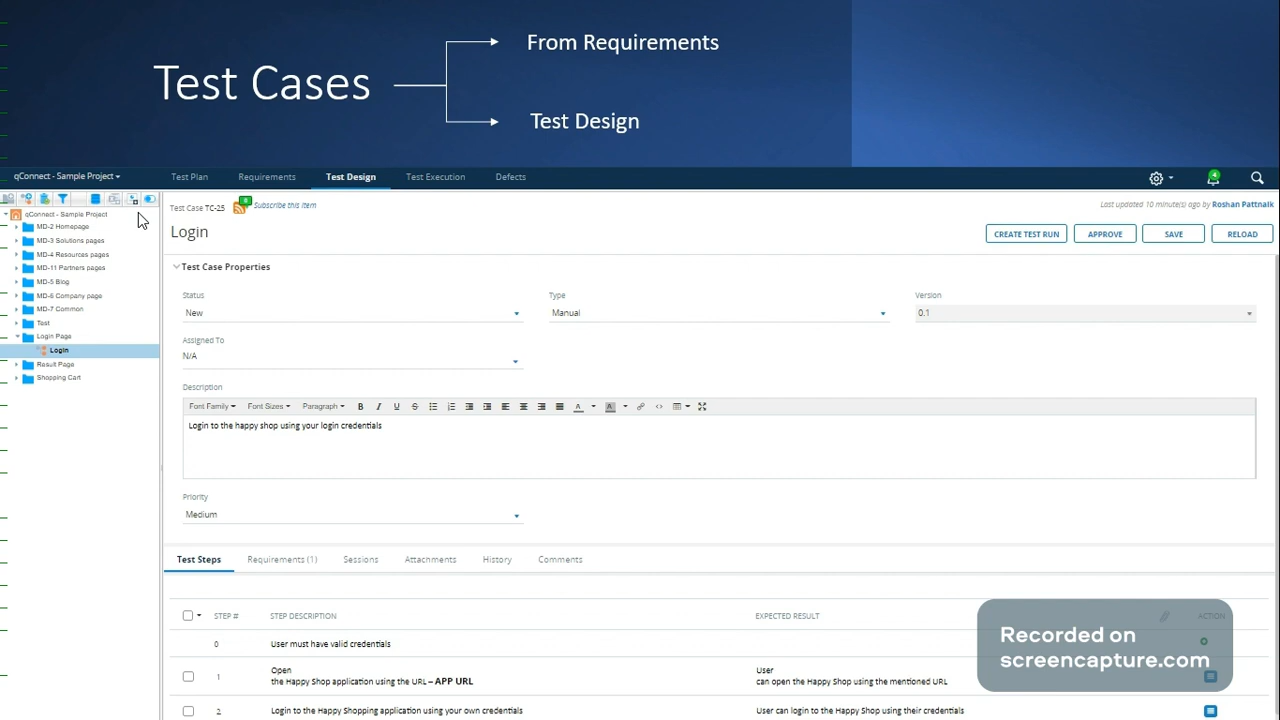 Test Cases
From Requirements
Test Design
qConnect - Sample Project
Test Plan
Requirements
Test Design
Test Execution
Defects
4
qConnect - Sample Project
MD-2 Homepage
MD-3 Solutions pages
MD-4 Resources pages
MD-11 Partners pages
MD-5 Blog
MD-6 Company page
MD-7 Common
Test
Login Page
Login
Result Page
Shopping Cart
Test Case TC-25
0
Subscribe this item
Last updated 10 minute(s) ago by Roshan Pattnaik
Login
CREATE TEST RUN
APPROVE
SAVE
RELOAD
Test Case Properties
Status
Type
Version
New
Manual
0.1
Assigned To
N/A
Description
Font Family
Font Sizes
Paragraph
B
I
U
S
A
A
Login to the happy shop using your login credentials
Priority
Medium
Test Steps
Requirements (1)
Sessions
Attachments
History
Comments
STEP #
STEP DESCRIPTION
EXPECTED RESULT
ACTION
0
User must have valid credentials
1
Open
the Happy Shop application using the URL – APP URL
User
can open the Happy Shop using the mentioned URL
2
Login to the Happy Shopping application using your own credentials
User can login to the Happy Shop using their credentials
Recorded on
screencapture.com